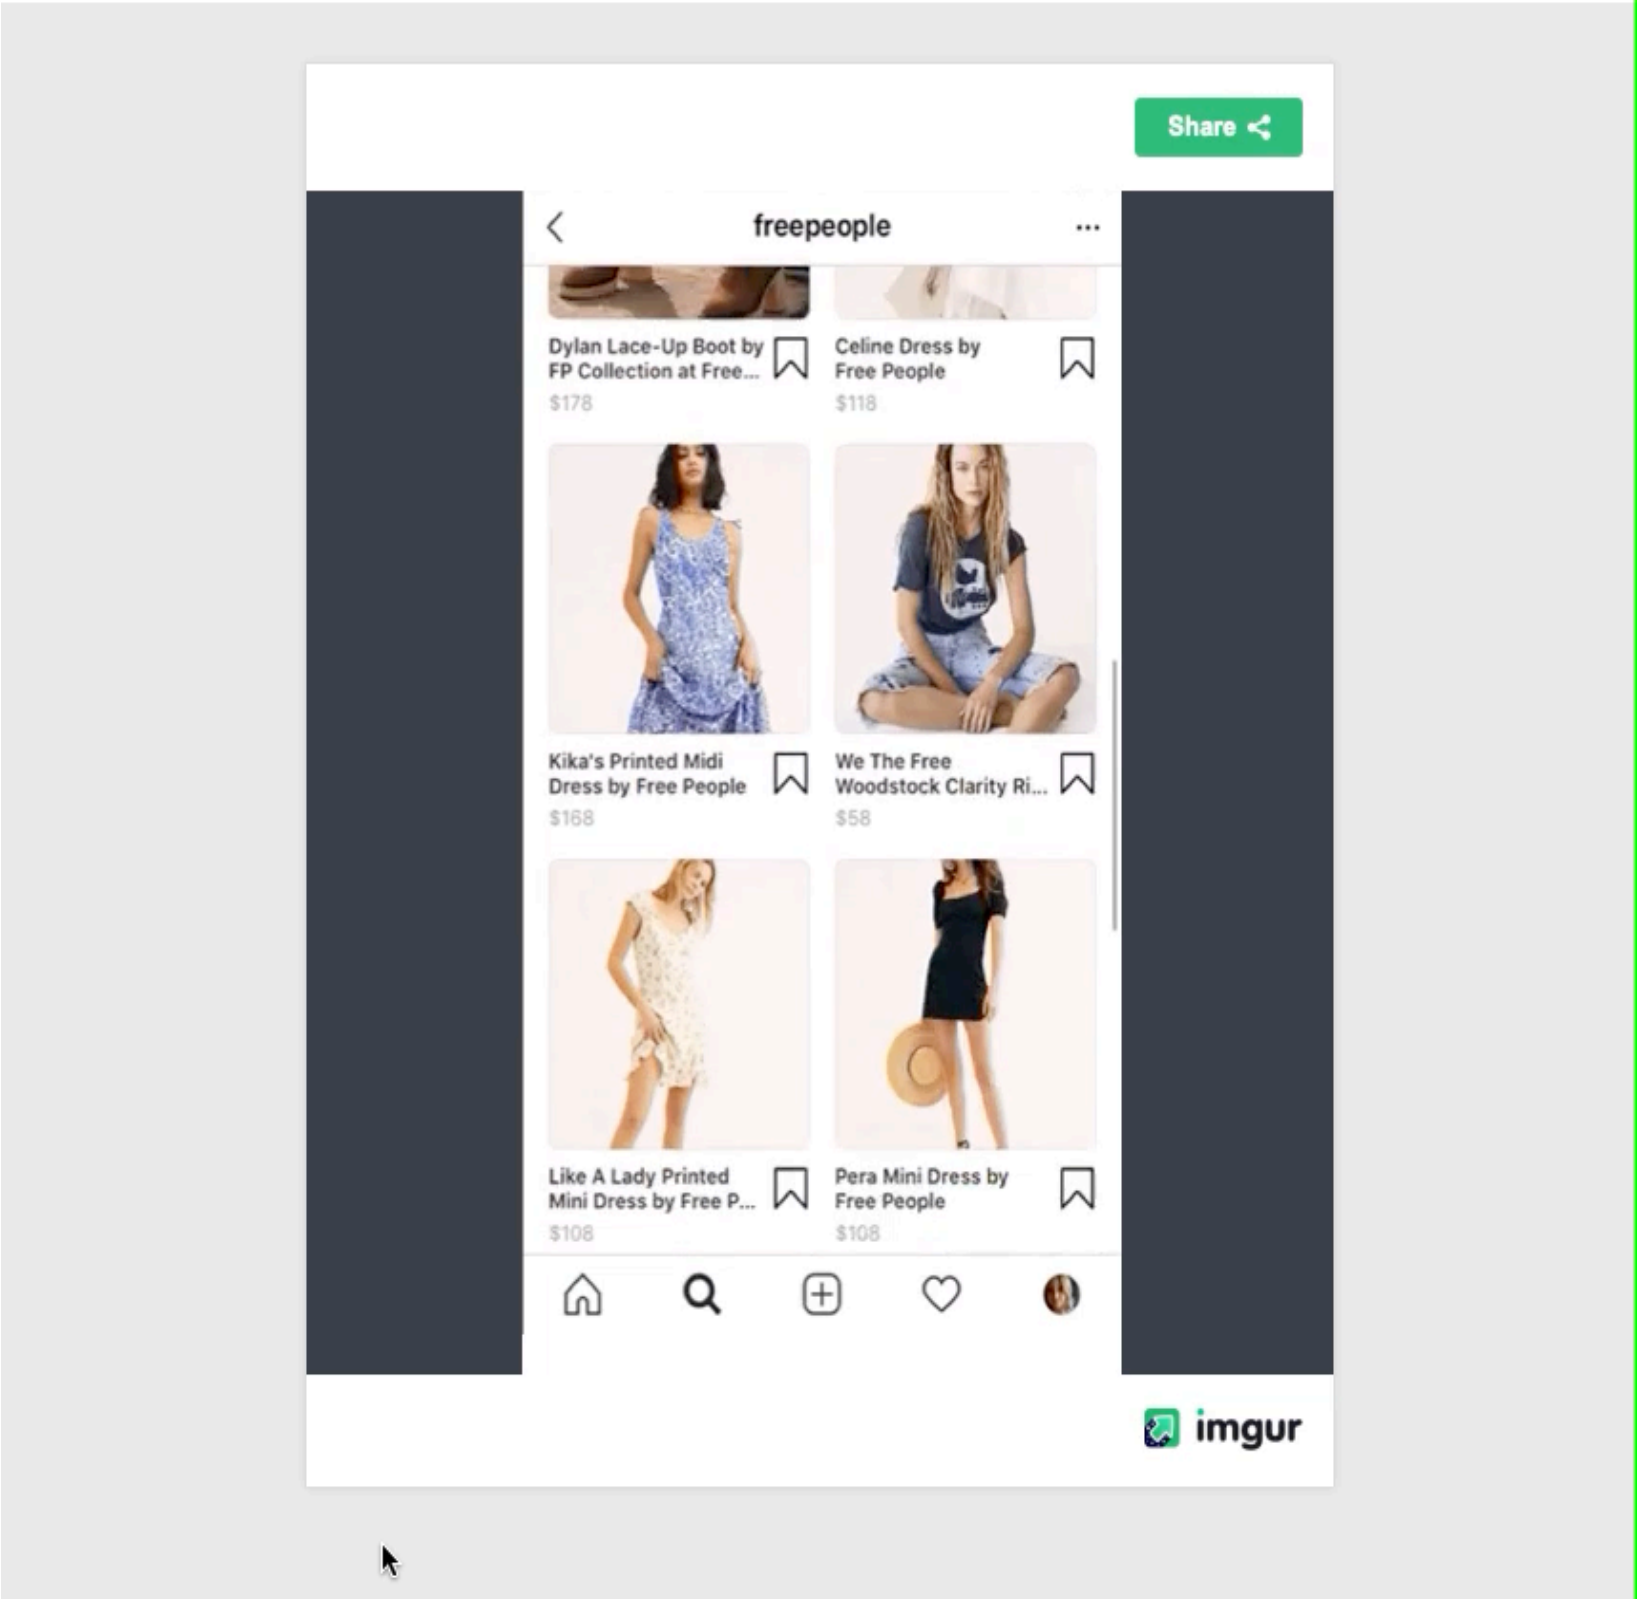 Share
freepeople
Dylan Lace-Up Boot by
FP Collection at Free...
$178
Celine Dress by
Free People
$118
Kika's Printed Midi
Dress by Free People
$168
We The Free
Woodstock Clarity Ri...
$58
Like A Lady Printed
Mini Dress by Free P...
$108
Pera Mini Dress by
Free People
$108
imgur